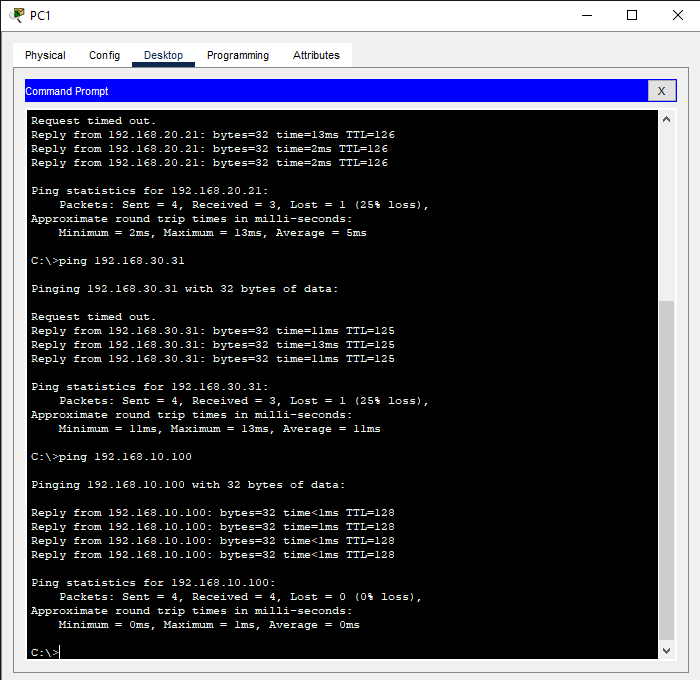 PC1
Physical Config Desktop Programming Attributes
Command Prompt X
Request timed out.
Reply from 192.168.20.21: bytes=32 time=13ms TTL=126
Reply from 192.168.20.21: bytes=32 time=2ms TTL=126
Reply from 192.168.20.21: bytes=32 time=2ms TTL=126
Ping statistics for 192.168.20.21:
Packets: Sent = 4, Received = 3, Lost = 1 (25% loss),
Approximate round trip times in milli-seconds:
Minimum = 2ms, Maximum = 13ms, Average = 5ms
C:\>ping 192.168.30.31
Pinging 192.168.30.31 with 32 bytes of data:
Request timed out.
Reply from 192.168.30.31: bytes=32 time=11ms TTL=125
Reply from 192.168.30.31: bytes=32 time=13ms TTL=125
Reply from 192.168.30.31: bytes=32 time=11ms TTL=125
Ping statistics for 192.168.30.31:
Packets: Sent = 4, Received = 3, Lost = 1 (25% loss),
Approximate round trip times in milli-seconds:
Minimum = 11ms, Maximum = 13ms, Average = 11ms
C:\>ping 192.168.10.100
Pinging 192.168.10.100 with 32 bytes of data:
Reply from 192.168.10.100: bytes=32 time<1ms TTL=128
Reply from 192.168.10.100: bytes=32 time=1ms TTL=128
Reply from 192.168.10.100: bytes=32 time<1ms TTL=128
Reply from 192.168.10.100: bytes=32 time<1ms TTL=128
Ping statistics for 192.168.10.100:
Packets: Sent = 4, Received = 4, Lost = 0 (0% loss),
Approximate round trip times in milli-seconds:
Minimum = 0ms, Maximum = 1ms, Average = 0ms
C:\>